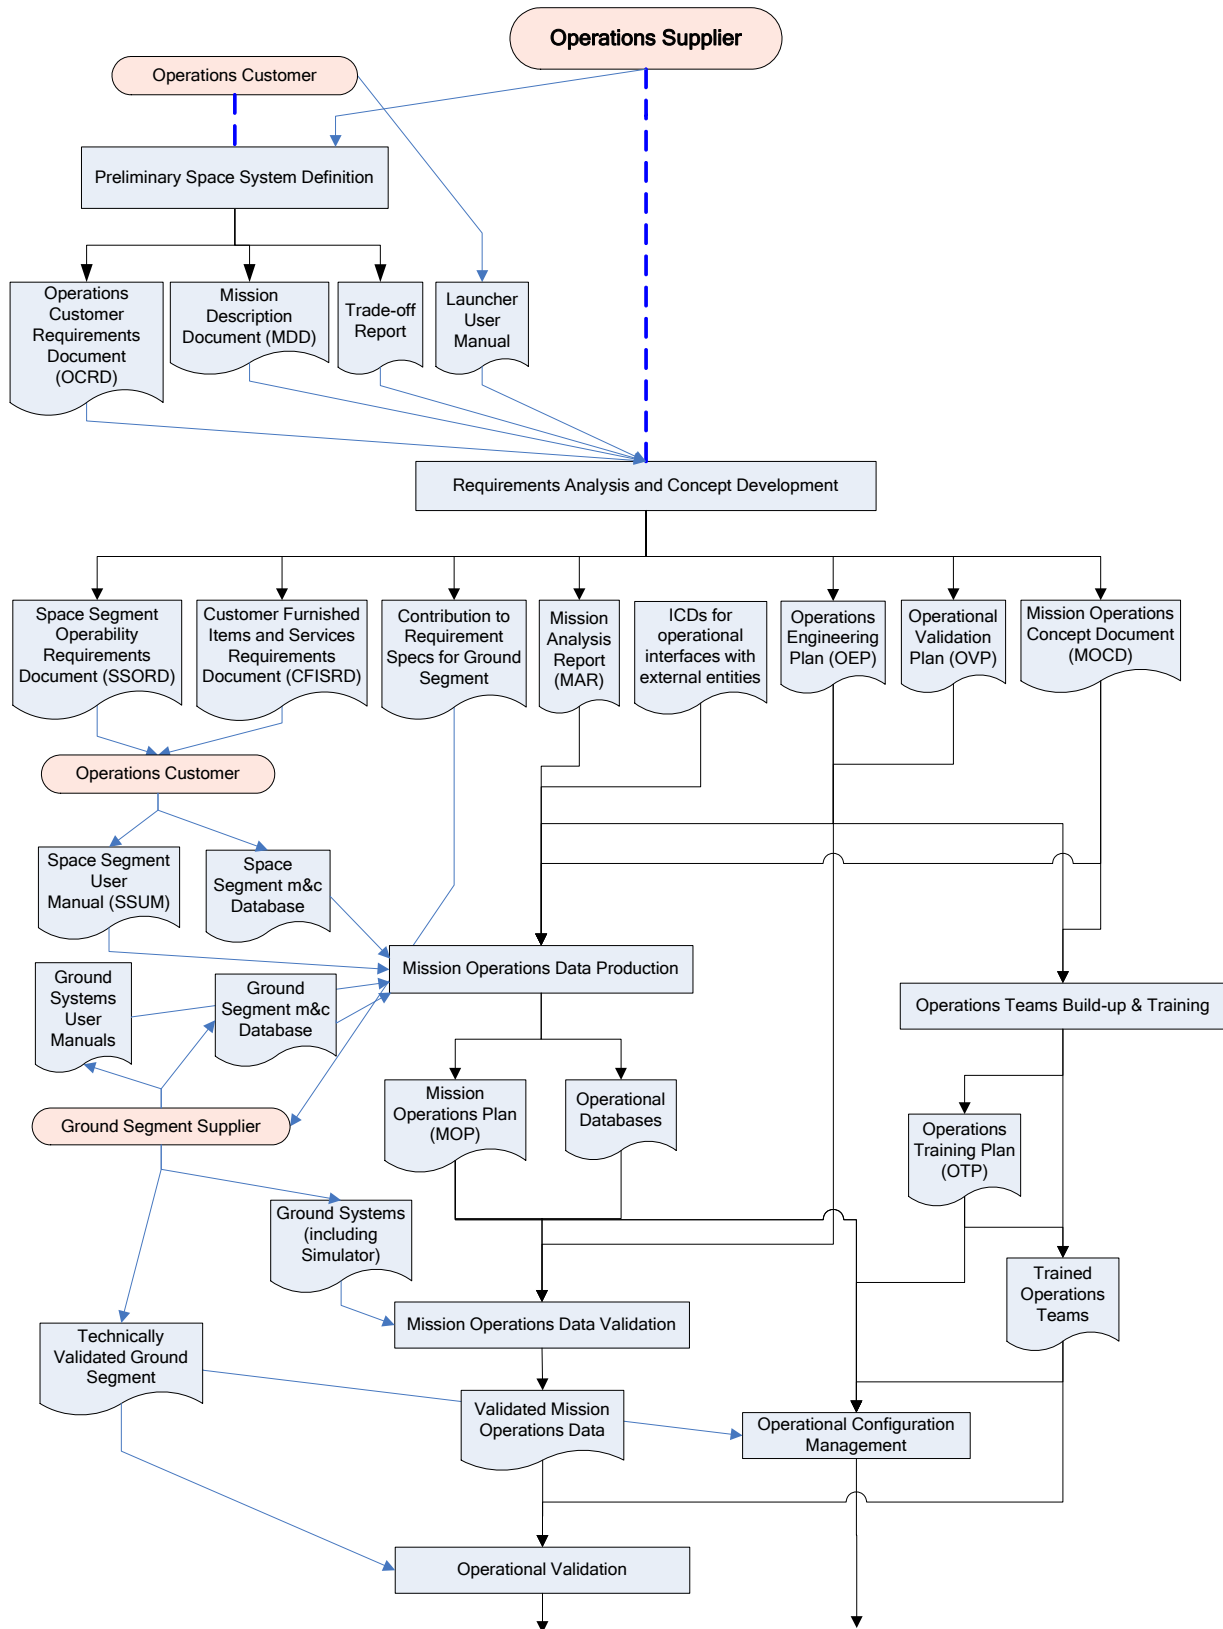 Operations Supplier
Operations Customer
Preliminary Space System Definition
Operations
Customer
Requirements
Document
(OCRD)
Mission
Description
Document (MDD)
Trade-off
Report
Launcher
User
Manual
Requirements Analysis and Concept Development
Space Segment
Operability
Requirements
Document (SSORD)
Customer Furnished
Items and Services
Requirements
Document (CFISRD)
Contribution to
Requirement
Specs for Ground
Segment
Mission
Analysis
Report
(MAR)
ICDs for
operational
interfaces with
external entities
Operations
Engineering
Plan (OEP)
Operational
Validation
Plan (OVP)
Mission Operations
Concept Document
(MOCD)
Operations Customer
Space Segment
User
Manual (SSUM)
Space
Segment m&c
Database
Mission Operations Data Production
Ground
Systems
User
Manuals
Ground
Segment m&c
Database
Operations Teams Build-up & Training
Mission
Operations Plan
(MOP)
Operational
Databases
Ground Segment Supplier
Operations
Training Plan
(OTP)
Ground Systems
(including
Simulator)
Trained
Operations
Teams
Mission Operations Data Validation
Technically
Validated Ground
Segment
Validated Mission
Operations Data
Operational Configuration
Management
Operational Validation